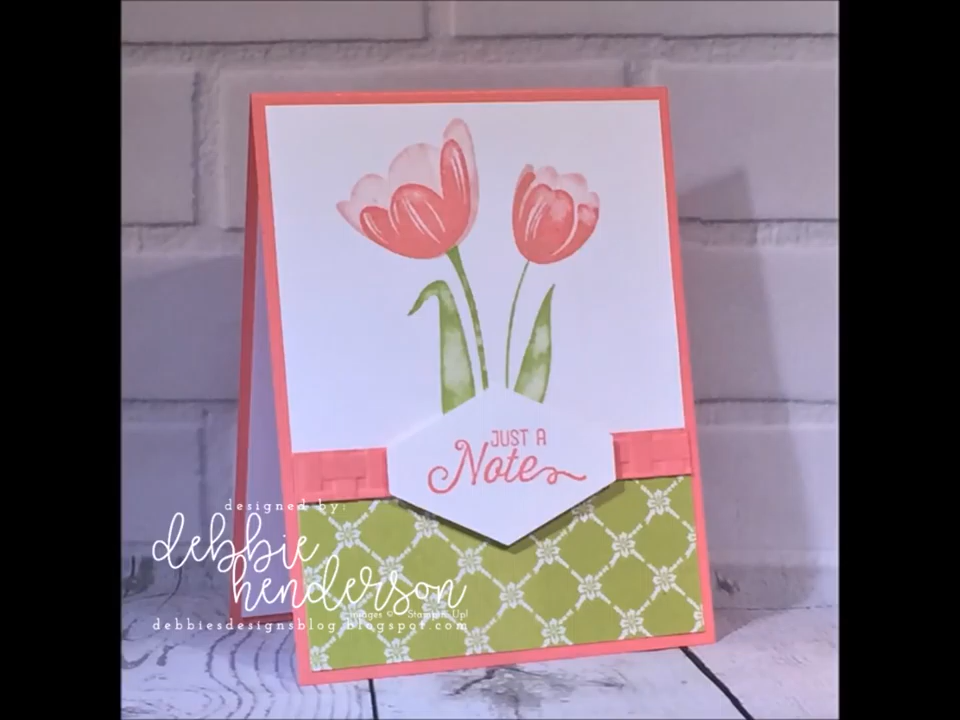 JUST A
Note
designed by:
debbie
henderson
images © Stampin' Up!
debbiesdesignsblog.blogspot.com